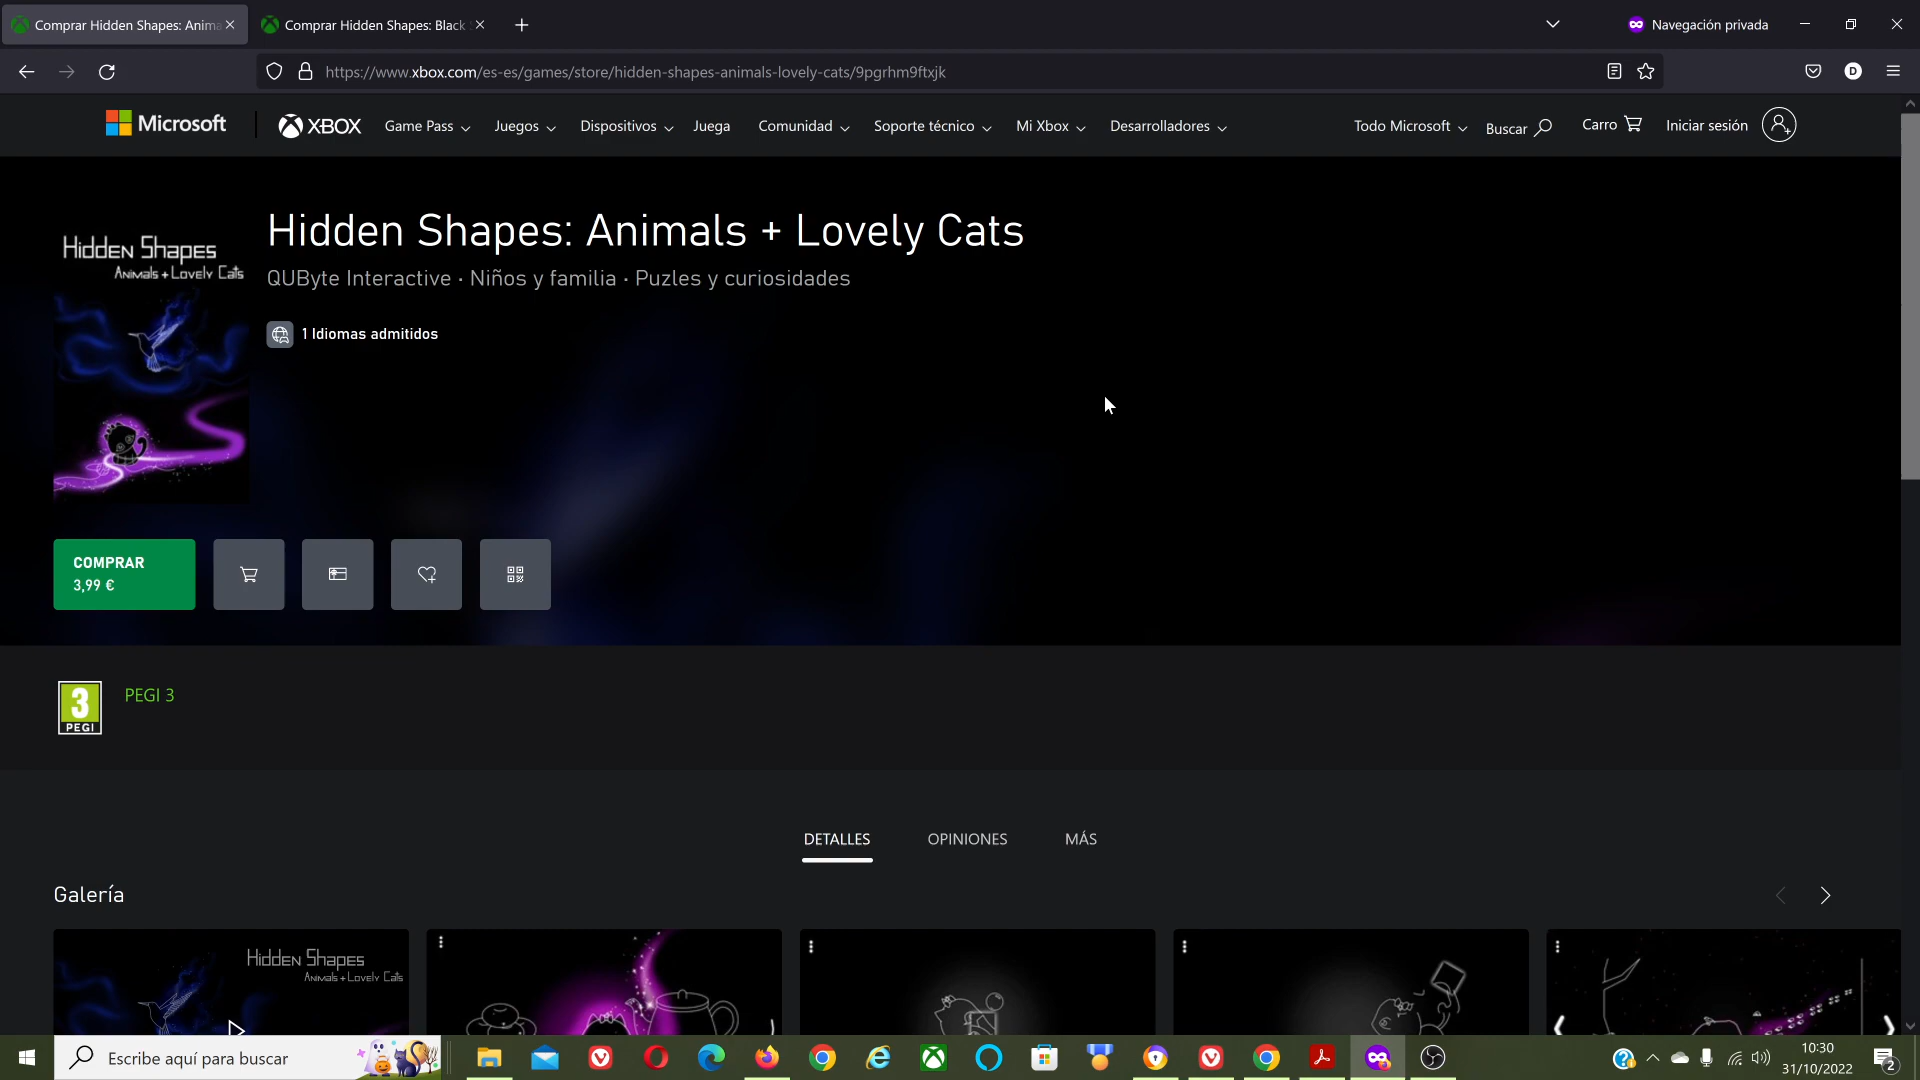 Comprar Hidden Shapes: Anima
Comprar Hidden Shapes: Black
Navegación privada
https://www.xbox.com/es-es/games/store/hidden-shapes-animals-lovely-cats/9pgrhm9ftxjk
D
Microsoft
XBOX
Game Pass
Juegos
Dispositivos
Juega
Comunidad
Soporte técnico
Mi Xbox
Desarrolladores
Todo Microsoft
Buscar
Carro
Iniciar sesión
Hidden Shapes
Animals + Lovely Cats
Hidden Shapes: Animals + Lovely Cats
QUByte Interactive · Niños y familia · Puzles y curiosidades
1 Idiomas admitidos
COMPRAR
3,99 €
3
PEGI
PEGI 3
DETALLES
OPINIONES
MÁS
Galería
Hidden Shapes
Animals + Lovely Cats
Escribe aquí para buscar
10:30
31/10/2022
2